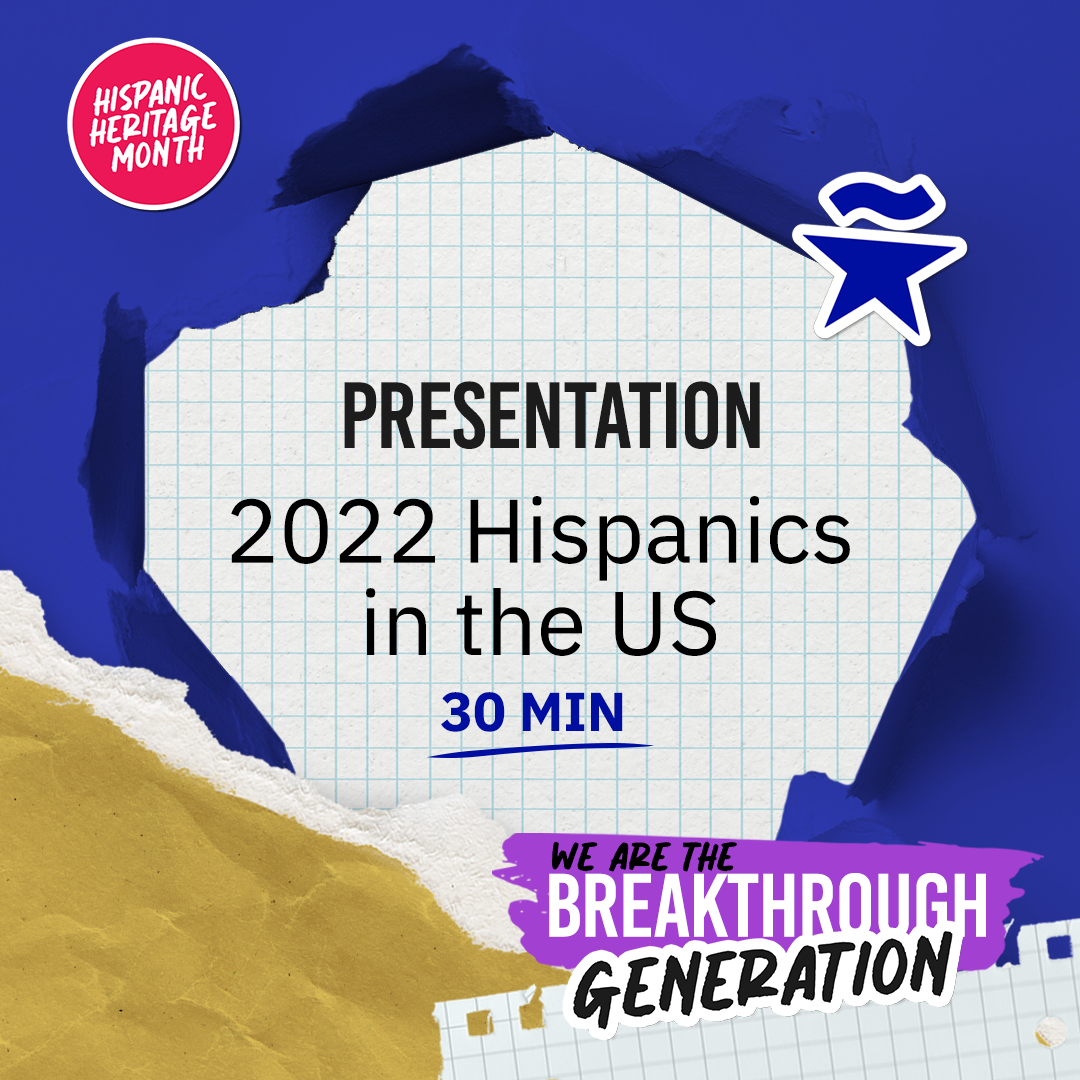 HISPANIC
HERITAGE
MONTH
PRESENTATION
2022 Hispanics
in the US
30 MIN
WE ARE THE
BREAKTHROUGH
GENERATION